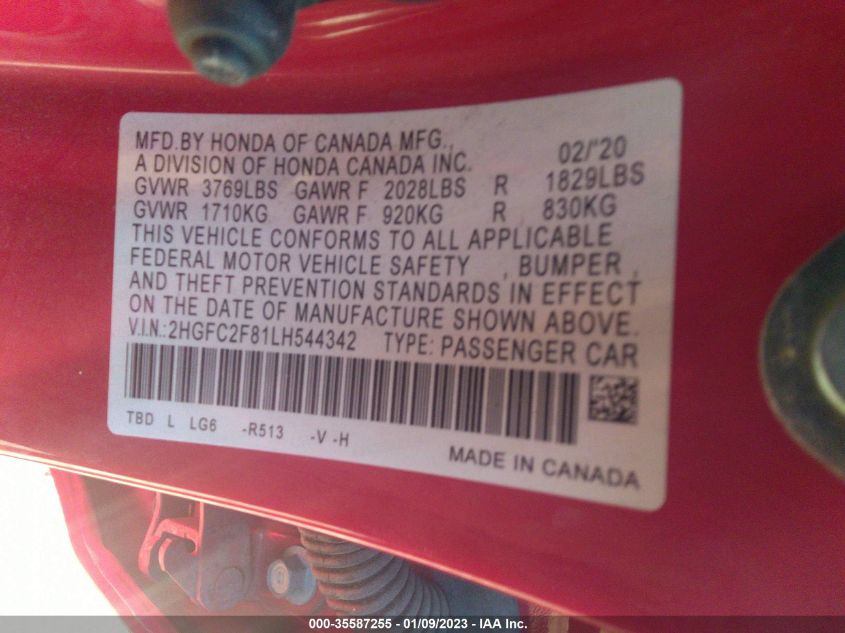 MFD.BY HONDA OF CANADA MFG.,
A DIVISION OF HONDA CANADA INC. 02/'20
GVWR 3769LBS GAWR F 2028LBS R 1829LBS
GVWR 1710KG GAWR F 920KG R 830KG
THIS VEHICLE CONFORMS TO ALL APPLICABLE
FEDERAL MOTOR VEHICLE SAFETY , BUMPER ,
AND THEFT PREVENTION STANDARDS IN EFFECT
ON THE DATE OF MANUFACTURE SHOWN ABOVE.
V.I.N.:2HGFC2F81LH544342 TYPE: PASSENGER CAR
TBD L LG6 -R513 -V -H
MADE IN CANADA
000-35587255 - 01/09/2023 - IAA Inc.